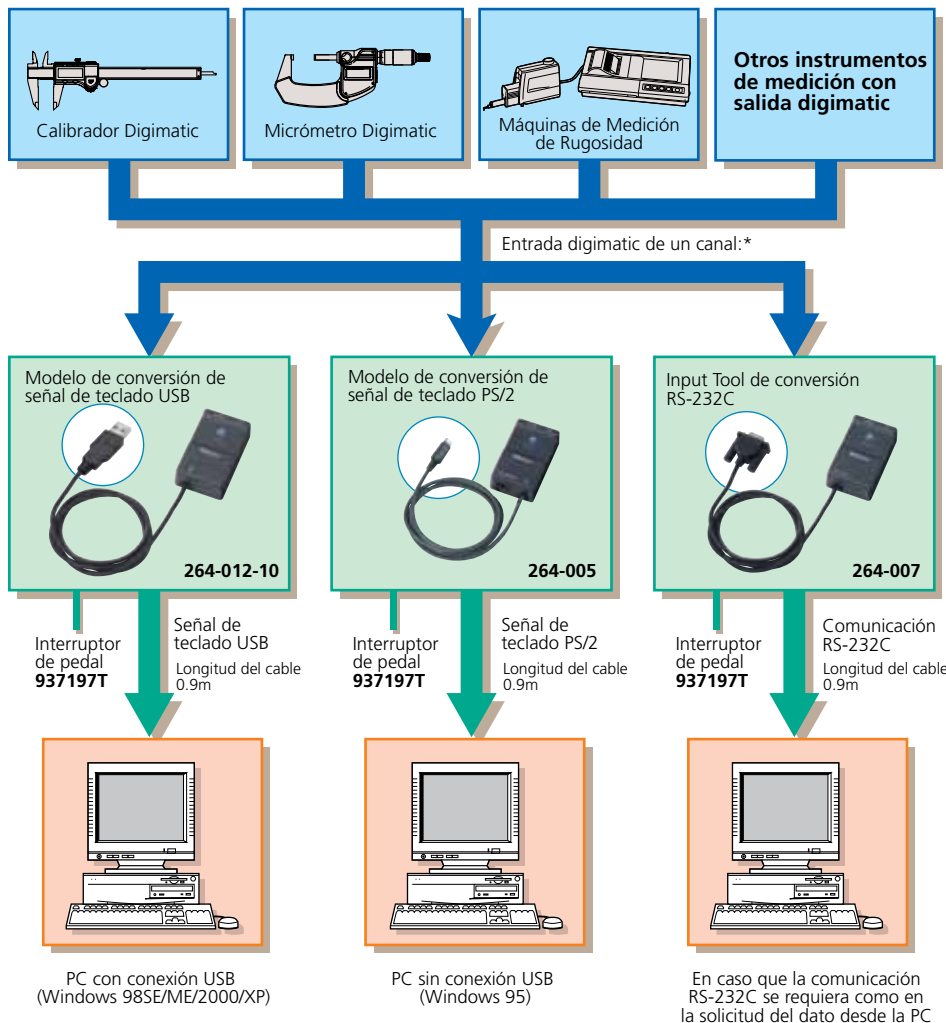 Calibrador Digimatic
Micrómetro Digimatic
Máquinas de Medición
de Rugosidad
Otros instrumentos
de medición con
salida digimatic
Entrada digimatic de un canal:*
Modelo de conversión de
señal de teclado USB
264-012-10
Modelo de conversión de
señal de teclado PS/2
264-005
Input Tool de conversión
RS-232C
264-007
Interruptor
de pedal
937197T
Señal de
teclado USB
Longitud del cable
0.9m
Interruptor
de pedal
937197T
Señal de
teclado PS/2
Longitud del cable
0.9m
Interruptor
de pedal
937197T
Comunicación
RS-232C
Longitud del cable
0.9m
PC con conexión USB
(Windows 98SE/ME/2000/XP)
PC sin conexión USB
(Windows 95)
En caso que la comunicación
RS-232C se requiera como en
la solicitud del dato desde la PC